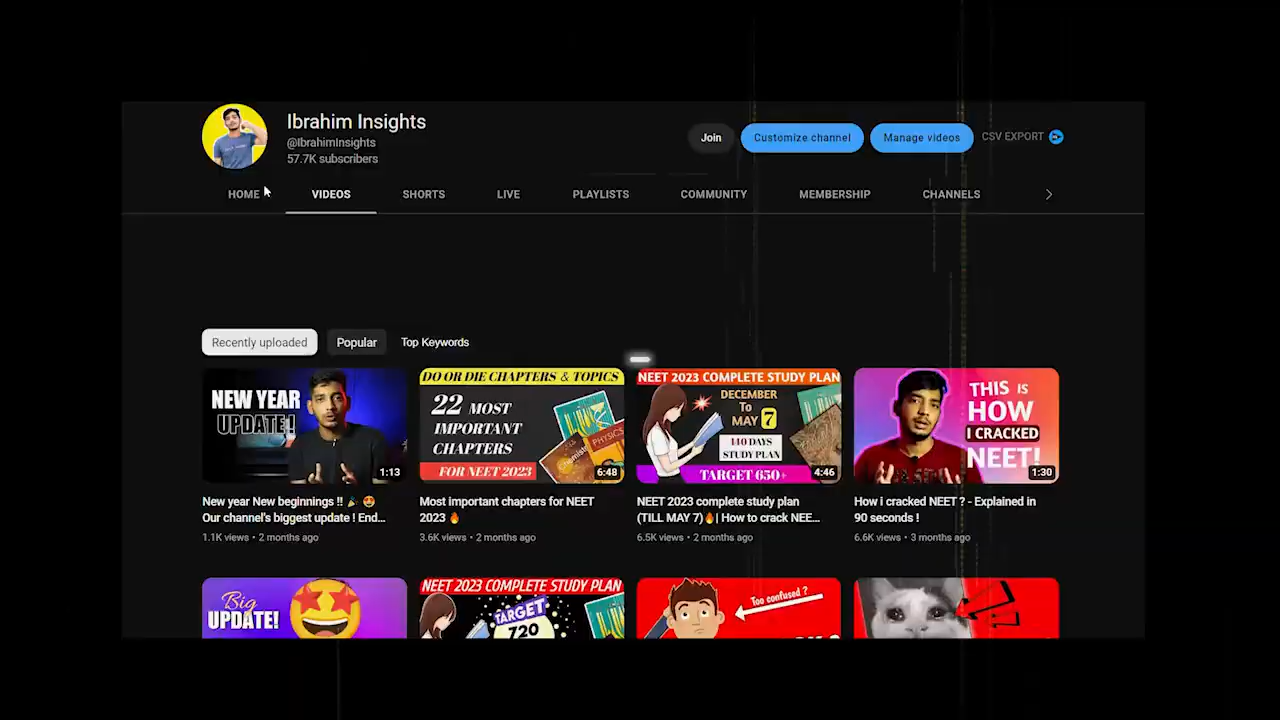 Ibrahim Insights
@IbrahimInsights
57.7K subscribers
Join
Customize channel
Manage videos
CSV EXPORT
HOME
VIDEOS
SHORTS
LIVE
PLAYLISTS
COMMUNITY
MEMBERSHIP
CHANNELS
Recently uploaded
Popular
Top Keywords
NEW YEAR
UPDATE!
1:13
DO OR DIE CHAPTERS & TOPICS
22 MOST
IMPORTANT
CHAPTERS
FOR NEET 2023
PHYSICS
Chemistry
6:48
NEET 2023 COMPLETE STUDY PLAN
DECEMBER
To
MAY 7
140 DAYS
STUDY PLAN
TARGET 650+
4:46
THIS IS
HOW
I CRACKED
NEET!
1:30
New year New beginnings !! 🎉 😍
Our channel's biggest update ! End...
1.1K views • 2 months ago
Most important chapters for NEET
2023 🔥
3.6K views • 2 months ago
NEET 2023 complete study plan
(TILL MAY 7)🔥| How to crack NEE...
6.5K views • 2 months ago
How i cracked NEET ? - Explained in
90 seconds !
6.6K views • 3 months ago
Big
UPDATE!
NEET 2023 COMPLETE STUDY PLAN
TARGET
720
Too confused ?